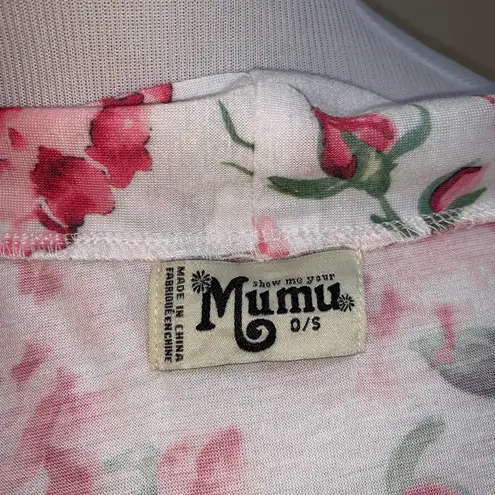 MADE IN CHINA
FABRIQUE EN CHINE
show me your
Mumu
O/S